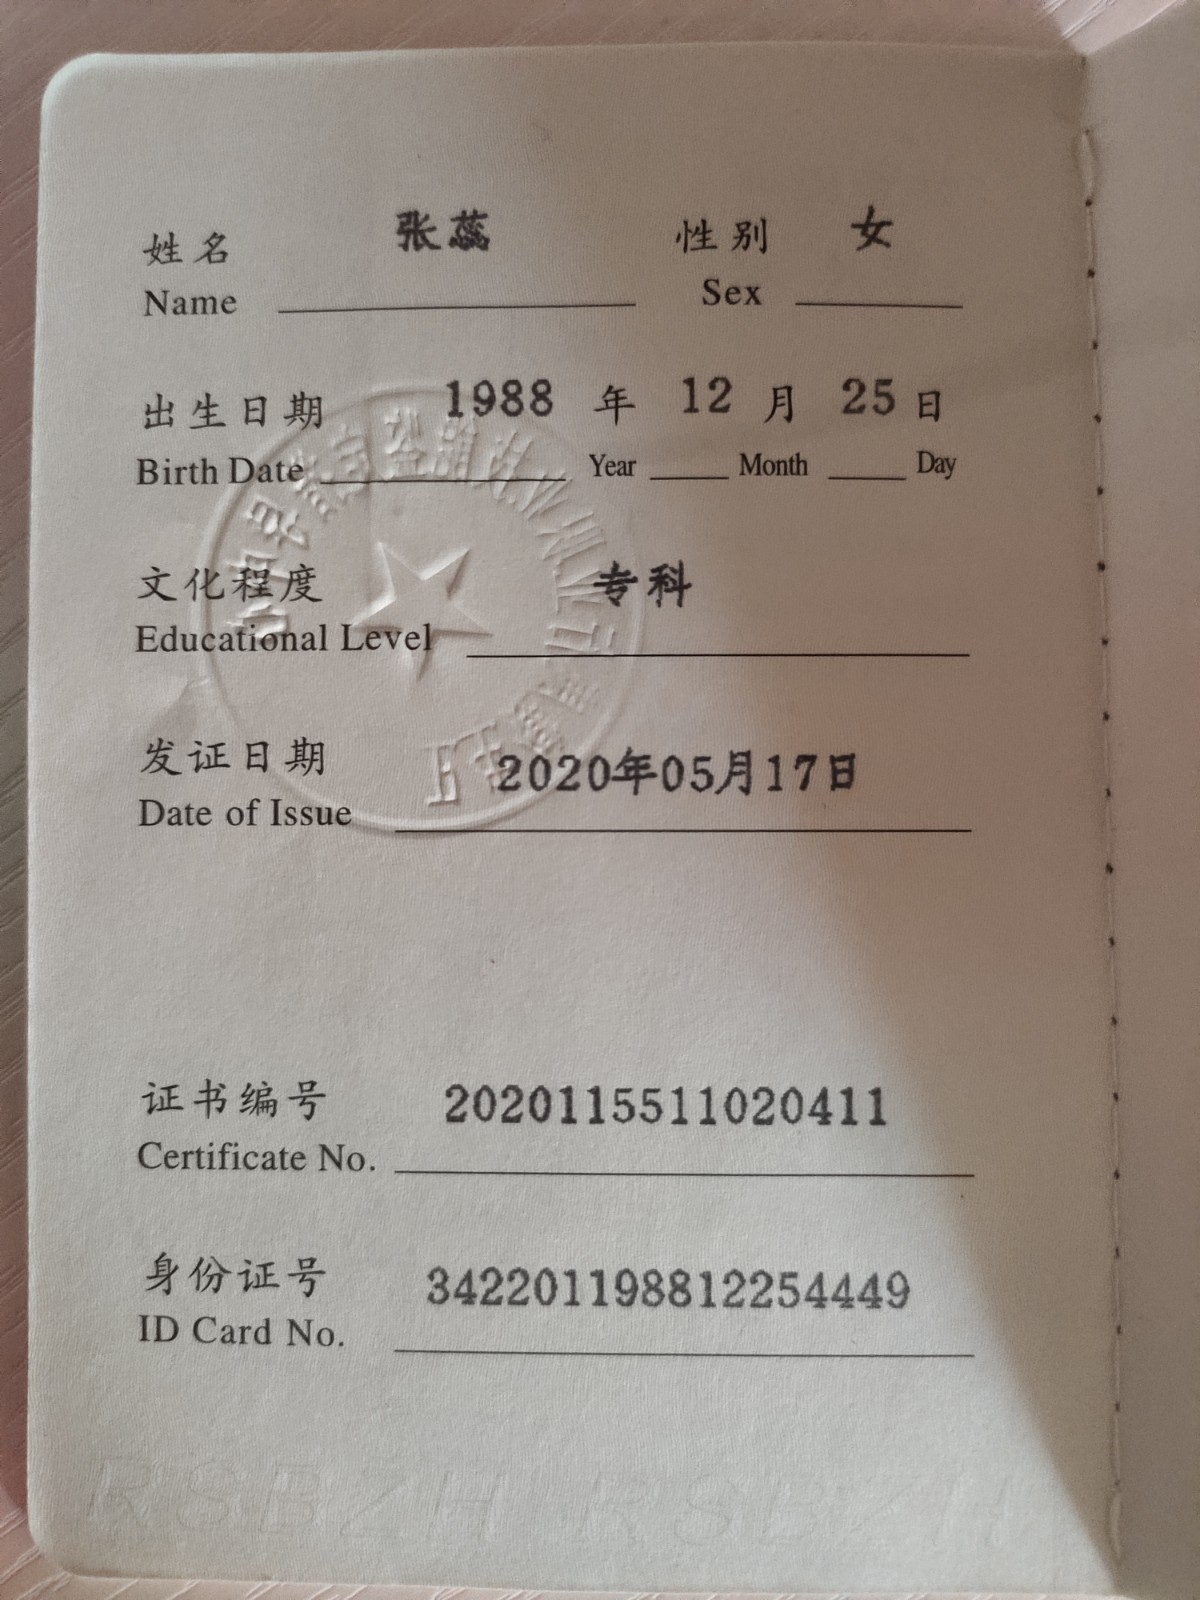 姓名 张蕊 性别 女
Name Sex
出生日期 1988 年 12 月 25 日
Birth Date Year Month Day
文化程度 专科
Educational Level
发证日期 2020年05月17日
Date of Issue
证书编号 2020115511020411
Certificate No.
身份证号 342201198812254449
ID Card No.
RSBZH RSBZH